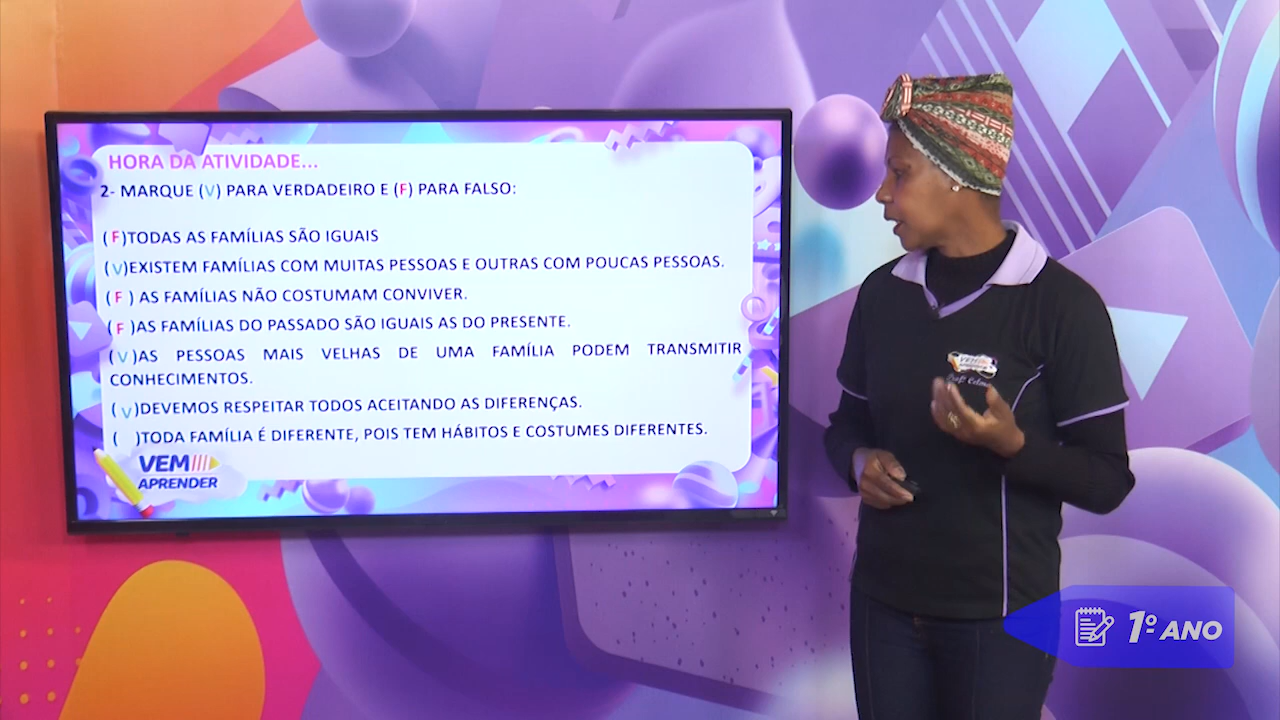 HORA DA ATIVIDADE...
2- MARQUE (V) PARA VERDADEIRO E (F) PARA FALSO:
( F )TODAS AS FAMÍLIAS SÃO IGUAIS
( V )EXISTEM FAMÍLIAS COM MUITAS PESSOAS E OUTRAS COM POUCAS PESSOAS.
( F ) AS FAMÍLIAS NÃO COSTUMAM CONVIVER.
( F )AS FAMÍLIAS DO PASSADO SÃO IGUAIS AS DO PRESENTE.
( V )AS PESSOAS MAIS VELHAS DE UMA FAMÍLIA PODEM TRANSMITIR
CONHECIMENTOS.
( V )DEVEMOS RESPEITAR TODOS ACEITANDO AS DIFERENÇAS.
( )TODA FAMÍLIA É DIFERENTE, POIS TEM HÁBITOS E COSTUMES DIFERENTES.
VEM
APRENDER
VEM
APRENDER
1º ANO